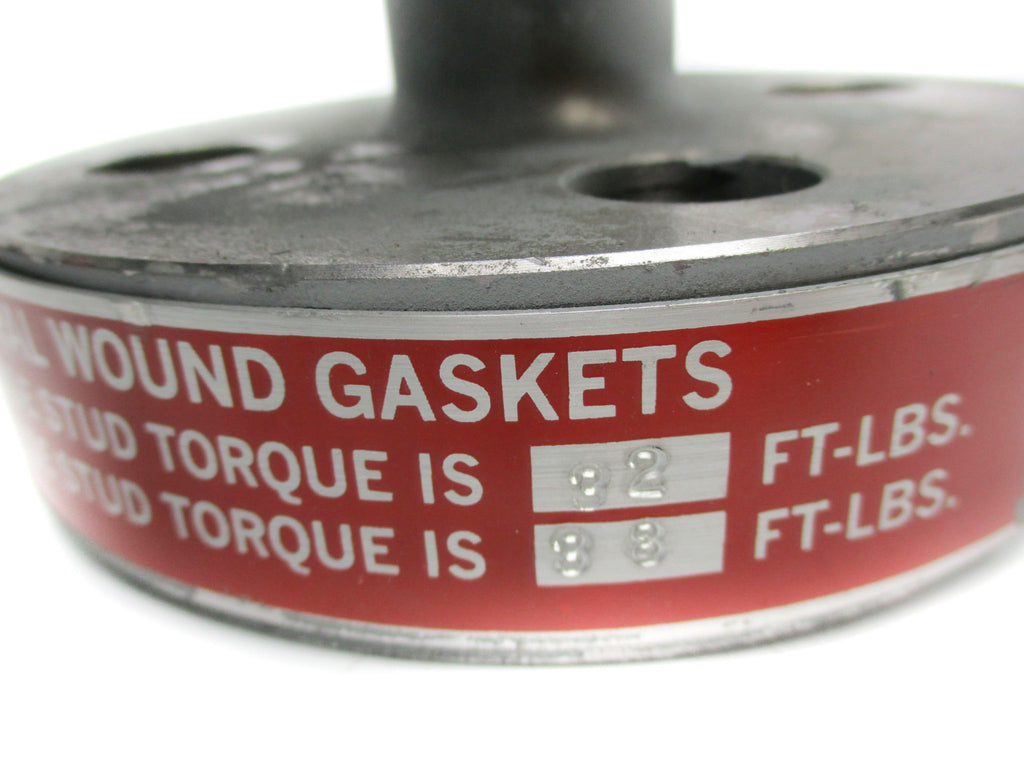 WOUND GASKETS
STUD TORQUE IS 82 FT-LBS.
STUD TORQUE IS 88 FT-LBS.